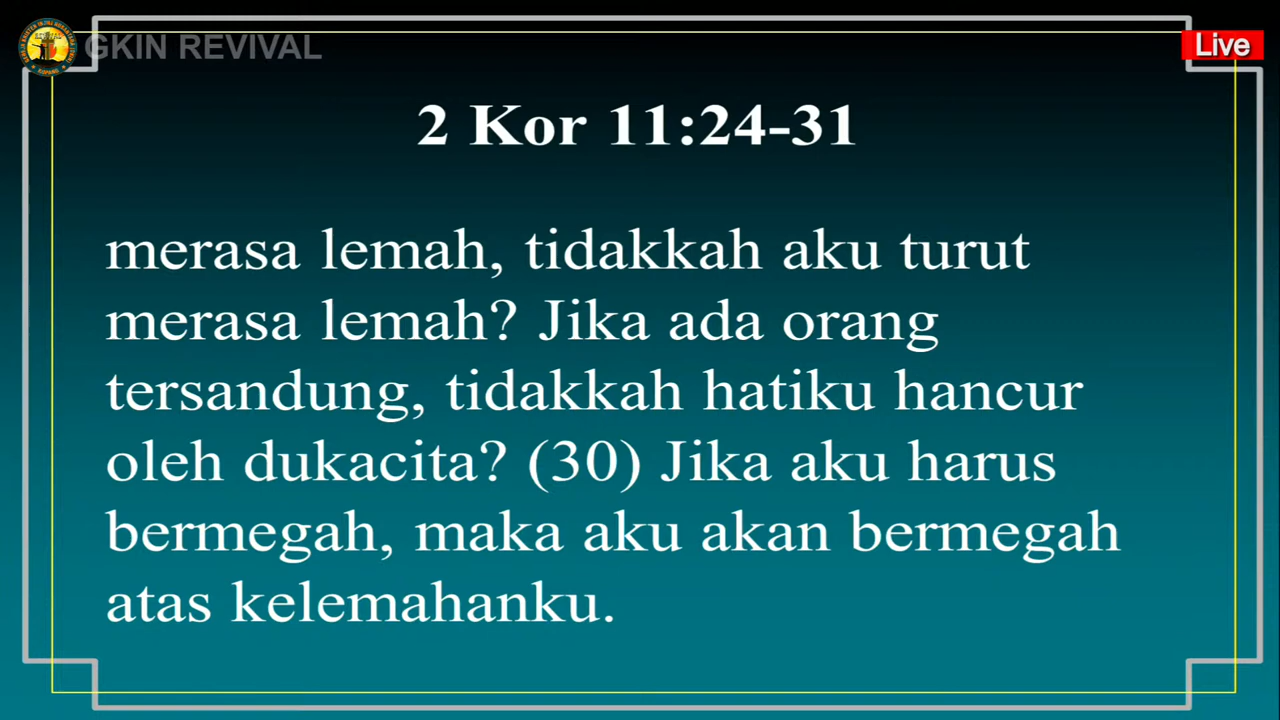 GKIN REVIVAL
Live
2 Kor 11:24-31
merasa lemah, tidakkah aku turut
merasa lemah? Jika ada orang
tersandung, tidakkah hatiku hancur
oleh dukacita? (30) Jika aku harus
bermegah, maka aku akan bermegah
atas kelemahanku.